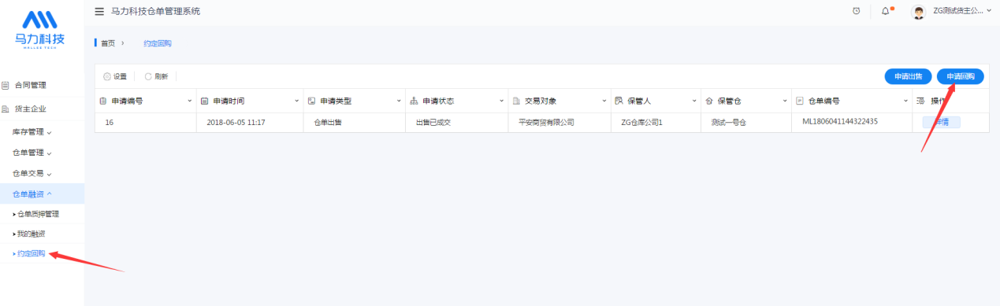 马力科技
MALLEE TECH
合同管理
货主企业
库存管理
仓单管理
仓单交易
仓单融资
仓单质押管理
我的融资
约定回购
马力科技仓单管理系统
ZG测试货主公...
首页 › 约定回购
设置 刷新 申请出售 申请回购
申请编号 申请时间 申请类型 申请状态 交易对象 保管人 保管仓 仓单编号 操作
16 2018-06-05 11:17 仓单出售 出售已成交 平安商贸有限公司 ZG仓库公司1 测试一号仓 ML1806041144322435 详情